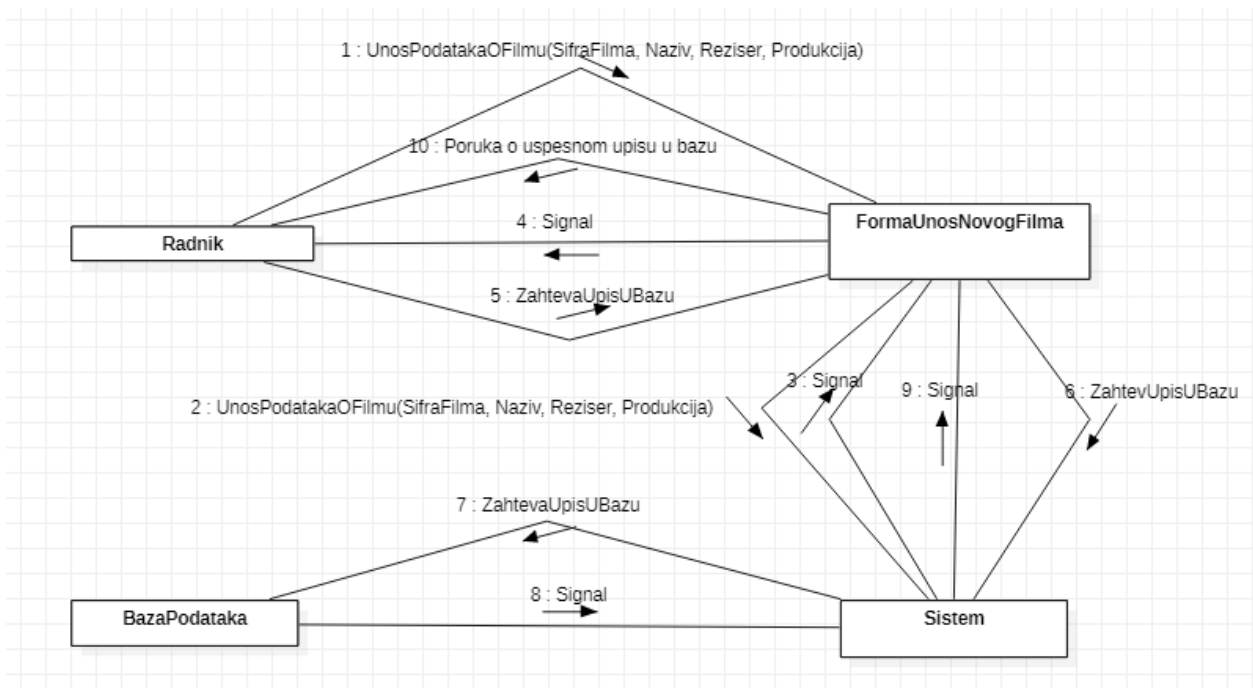 1 : UnosPodatakaOFilmu(SifraFilma, Naziv, Reziser, Produkcija)
10 : Poruka o uspesnom upisu u bazu
4 : Signal
FormaUnosNovogFilma
Radnik
5 : ZahtevaUpisUBazu
3 : Signal
9 : Signal
6 : ZahtevUpisUBazu
2 : UnosPodatakaOFilmu(SifraFilma, Naziv, Reziser, Produkcija)
7 : ZahtevaUpisUBazu
8 : Signal
BazaPodataka
Sistem